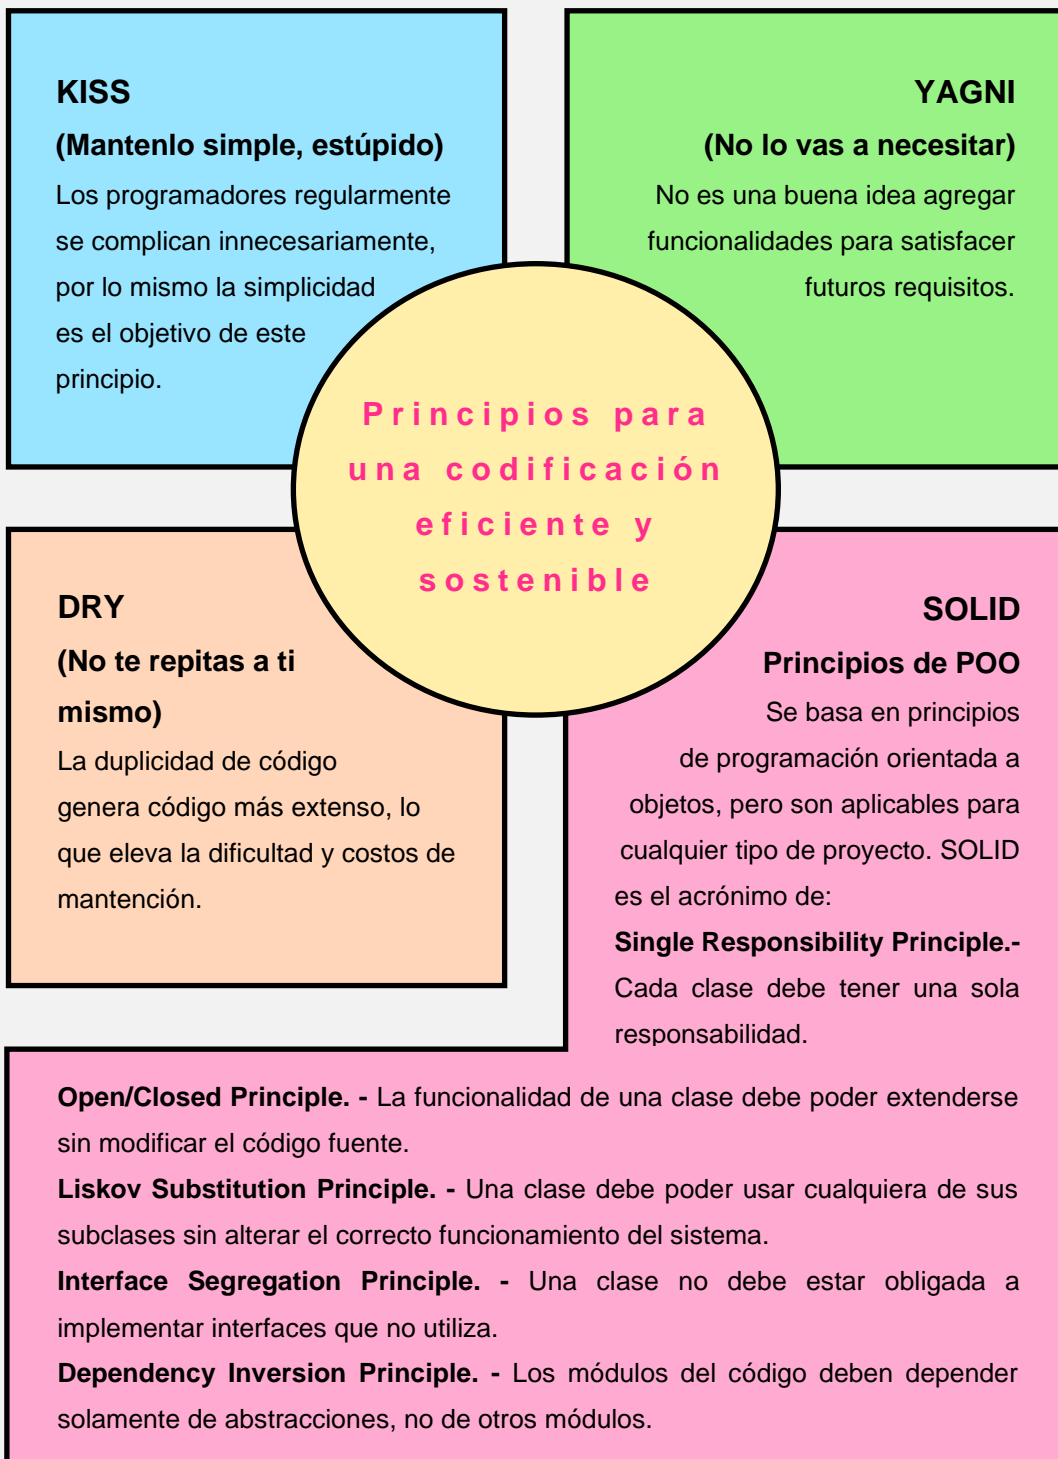 KISS
(Mantenlo simple, estúpido)
Los programadores regularmente
se complican innecesariamente,
por lo mismo la simplicidad
es el objetivo de este
principio.
YAGNI
(No lo vas a necesitar)
No es una buena idea agregar
funcionalidades para satisfacer
futuros requisitos.
Principios para
una codificación
eficiente y
sostenible
DRY
(No te repitas a ti
mismo)
La duplicidad de código
genera código más extenso, lo
que eleva la dificultad y costos de
mantención.
SOLID
Principios de POO
Se basa en principios
de programación orientada a
objetos, pero son aplicables para
cualquier tipo de proyecto. SOLID
es el acrónimo de:
Single Responsibility Principle.-
Cada clase debe tener una sola
responsabilidad.
Open/Closed Principle. - La funcionalidad de una clase debe poder extenderse
sin modificar el código fuente.
Liskov Substitution Principle. - Una clase debe poder usar cualquiera de sus
subclases sin alterar el correcto funcionamiento del sistema.
Interface Segregation Principle. - Una clase no debe estar obligada a
implementar interfaces que no utiliza.
Dependency Inversion Principle. - Los módulos del código deben depender
solamente de abstracciones, no de otros módulos.